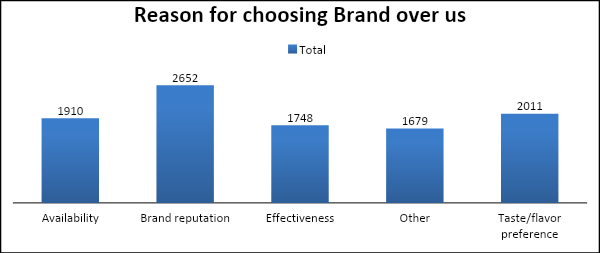 Reason for choosing Brand over us
Total
1910
2652
1748
1679
2011
Availability
Brand reputation
Effectiveness
Other
Taste/flavor
preference